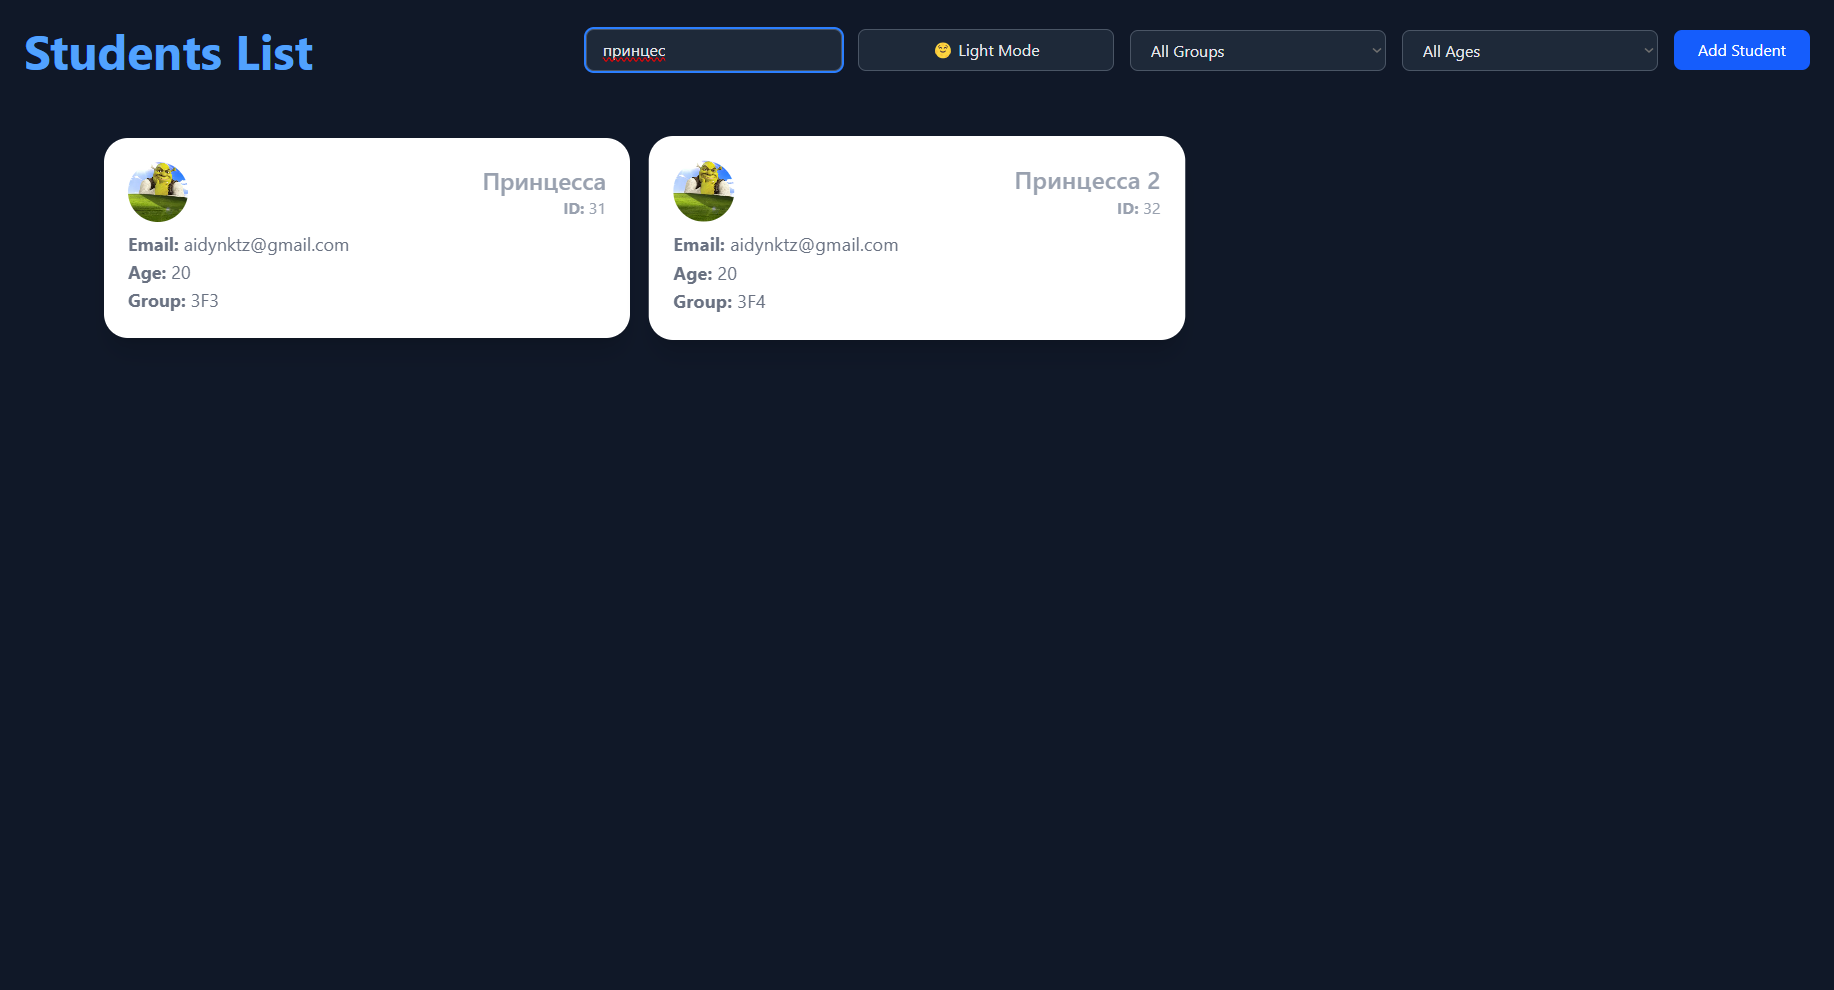 Students List
принцес
Light Mode
All Groups
All Ages
Add Student
Принцесса
ID: 31
Email: aidynktz@gmail.com
Age: 20
Group: 3F3
Принцесса 2
ID: 32
Email: aidynktz@gmail.com
Age: 20
Group: 3F4